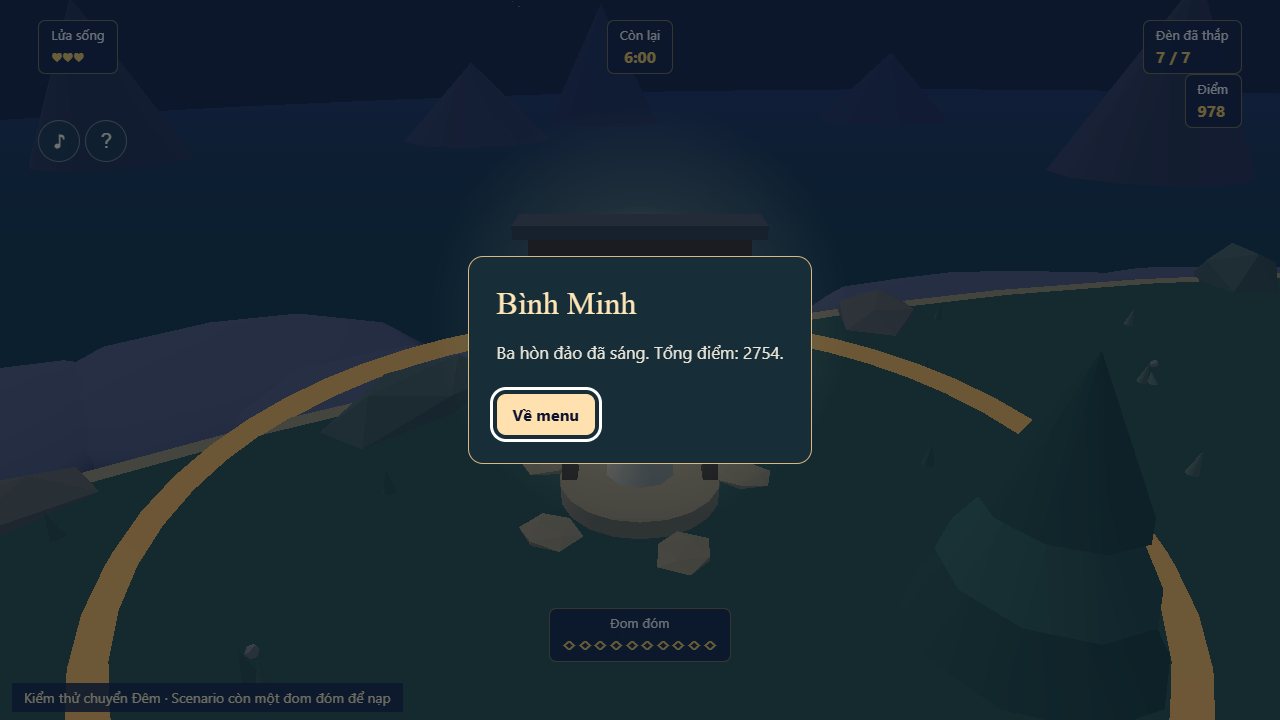 Lửa sống
♥♥♥
Còn lại
6:00
Đèn đã thắp
7 / 7
Điểm
978
♪ ?
Bình Minh
Ba hòn đảo đã sáng. Tổng điểm: 2754.
Về menu
Đom đóm
◇◇◇◇◇◇◇◇◇◇
Kiểm thử chuyển Đêm · Scenario còn một đom đóm để nạp